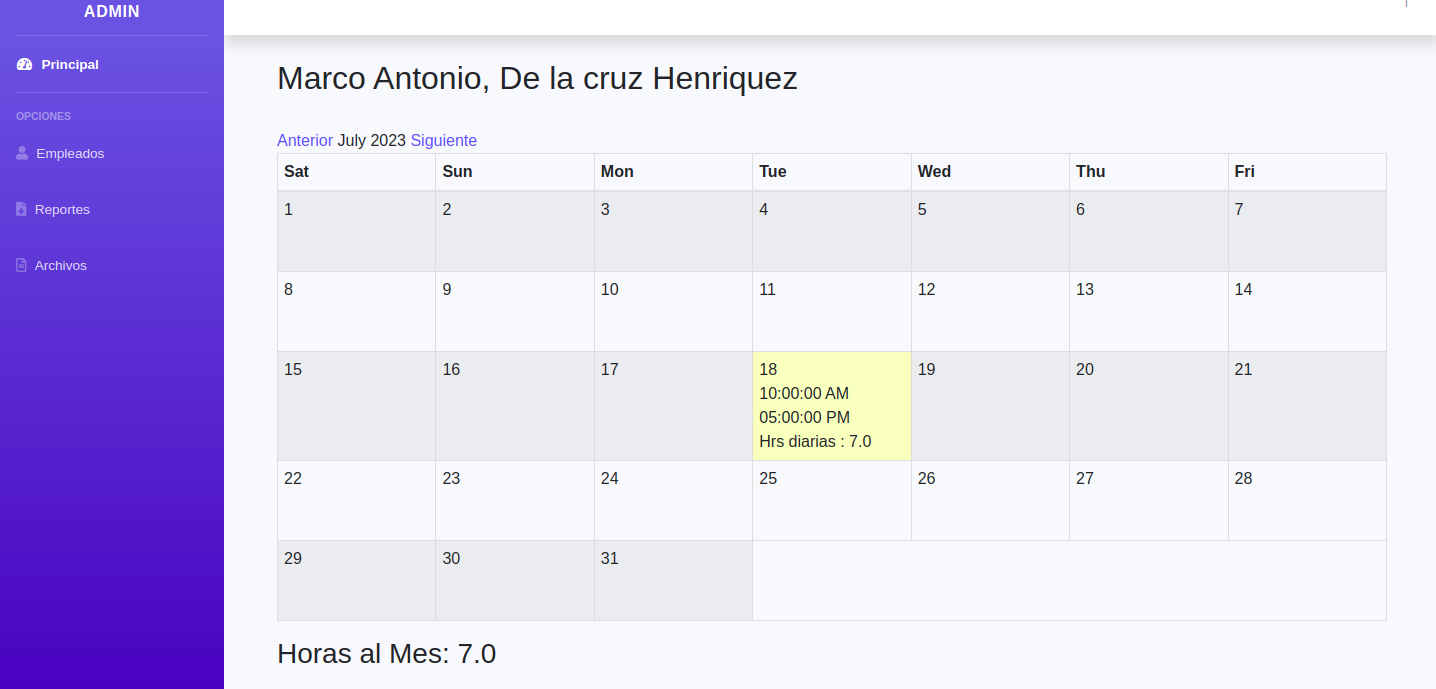 ADMIN
Principal
OPCIONES
Empleados
Reportes
Archivos
Marco Antonio, De la cruz Henriquez
Anterior July 2023 Siguiente
Sat Sun Mon Tue Wed Thu Fri
1 2 3 4 5 6 7
8 9 10 11 12 13 14
15 16 17 18 19 20 21
10:00:00 AM
05:00:00 PM
Hrs diarias : 7.0
22 23 24 25 26 27 28
29 30 31
Horas al Mes: 7.0